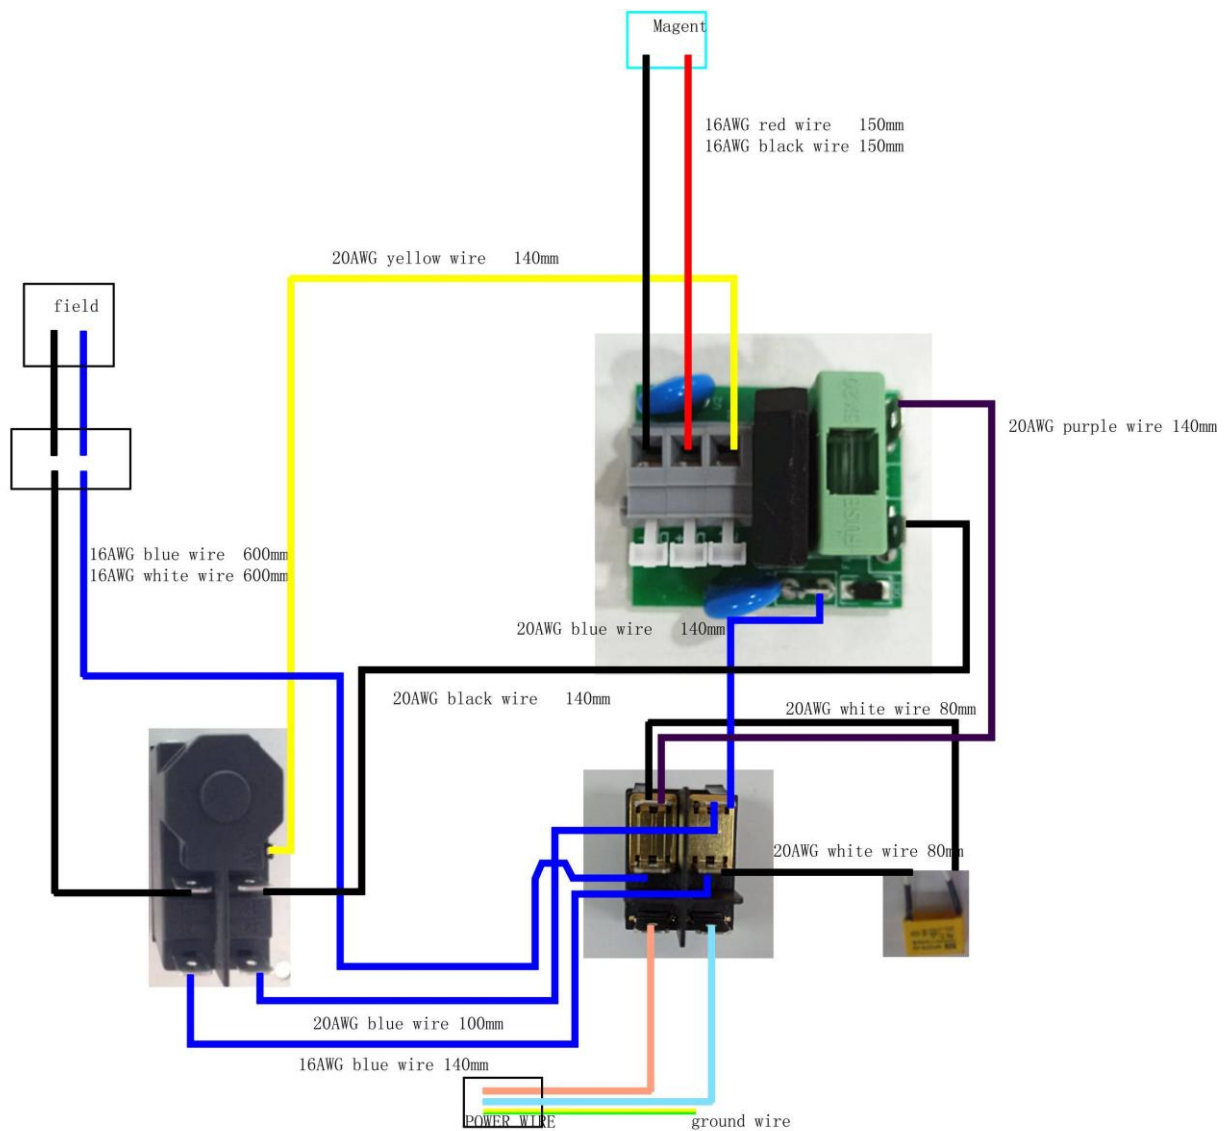 Magent
16AWG red wire 150mm
16AWG black wire 150mm
20AWG yellow wire 140mm
field
20AWG purple wire 140mm
16AWG blue wire 600mm
16AWG white wire 600mm
20AWG blue wire 140mm
20AWG black wire 140mm
20AWG white wire 80mm
20AWG white wire 80mm
20AWG blue wire 100mm
16AWG blue wire 140mm
POWER WIRE
ground wire